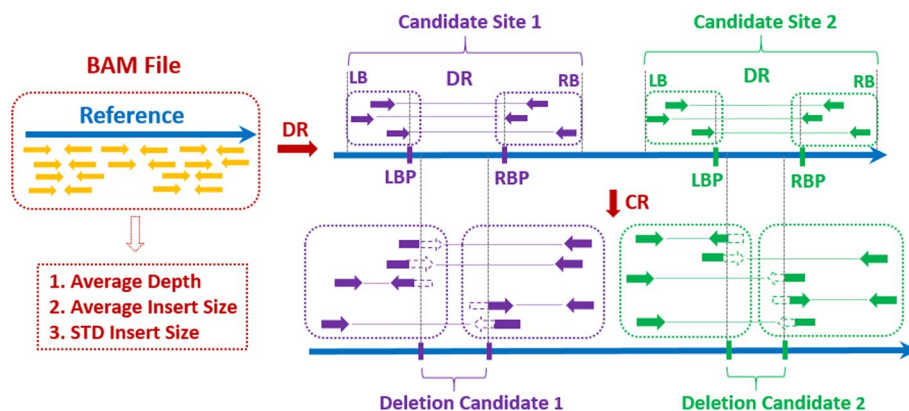 Candidate Site 1
Candidate Site 2
BAM File
LB
DR
RB
LB
DR
RB
Reference
DR
LBP
RBP
LBP
RBP
CR
1. Average Depth
2. Average Insert Size
3. STD Insert Size
Deletion Candidate 1
Deletion Candidate 2